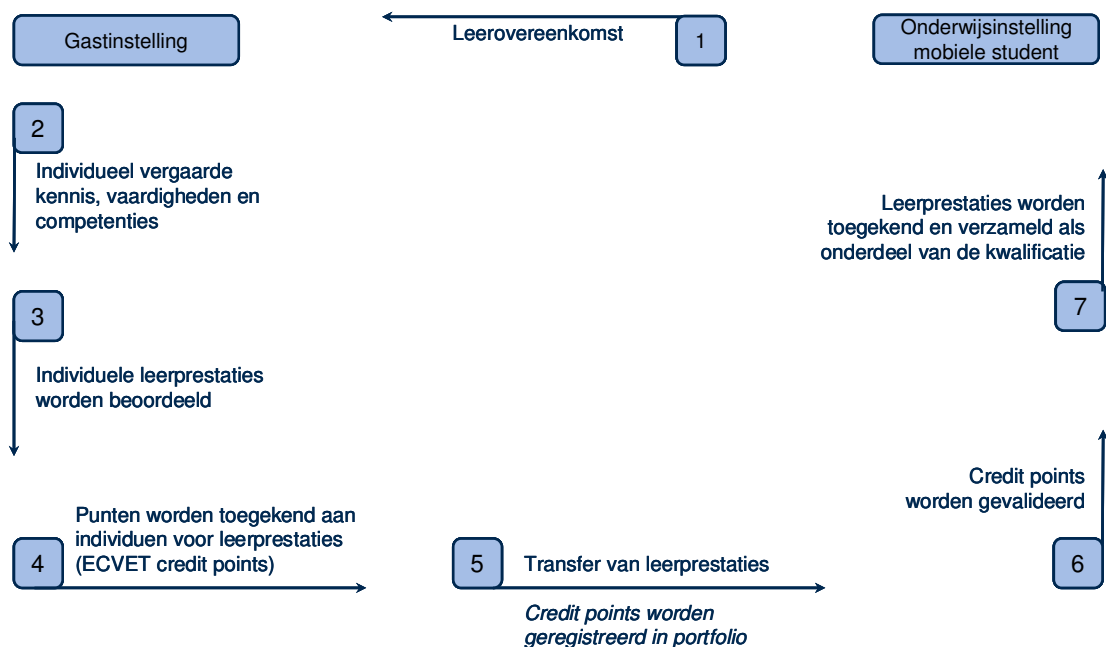 Gastinstelling
Leerovereenkomst
1
Onderwijsinstelling
mobiele student
2
Individueel vergaarde
kennis, vaardigheden en
competenties
3
Individuele leerprestaties
worden beoordeeld
4
Punten worden toegekend aan
individuen voor leerprestaties
(ECVET credit points)
5
Transfer van leerprestaties
Credit points worden
geregistreerd in portfolio
6
Credit points
worden gevalideerd
7
Leerprestaties worden
toegekend en verzameld als
onderdeel van de kwalificatie